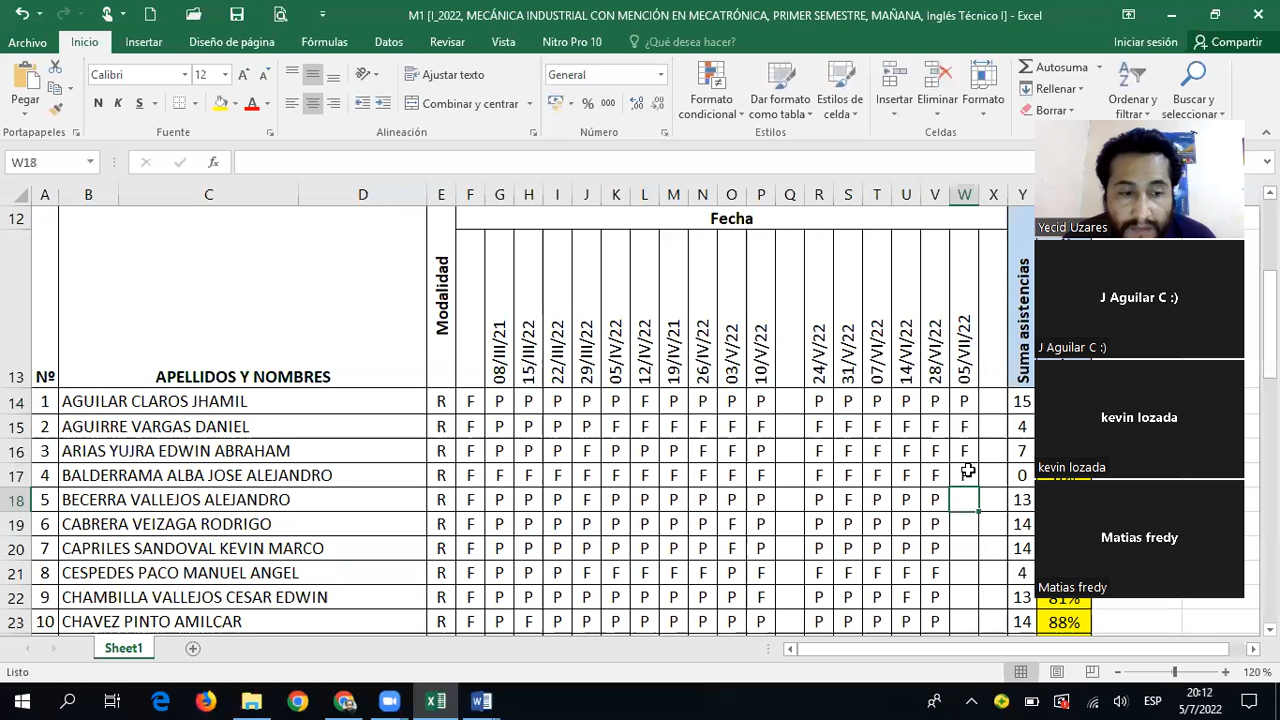 M1 [I_2022, MECÁNICA INDUSTRIAL CON MENCIÓN EN MECATRÓNICA, PRIMER SEMESTRE, MAÑANA, Inglés Técnico I] - Excel
Archivo Inicio Insertar Diseño de página Fórmulas Datos Revisar Vista Nitro Pro 10 ¿Qué desea hacer? Iniciar sesión Compartir
Pegar
Calibri 12
N K S
Ajustar texto
Combinar y centrar
General
% 000
Formato condicional
Dar formato como tabla
Estilos de celda
Insertar Eliminar Formato
Autosuma
Rellenar
Borrar
Ordenar y filtrar
Buscar y seleccionar
Portapapeles Fuente Alineación Número Estilos Celdas
W18 fx
A B C D E F G H I J K L M N O P Q R S T U V W X Y
12 Fecha
13 Nº APELLIDOS Y NOMBRES Modalidad 08/III/21 15/III/22 22/III/22 29/III/22 05/IV/22 12/IV/22 19/IV/21 26/IV/22 03/V/22 10/V/22 24/V/22 31/V/22 07/VI/22 14/VI/22 28/VI/22 05/VII/22 Suma asistencias
14 1 AGUILAR CLAROS JHAMIL R F P P P P P F P P P P P P P P P P 15
15 2 AGUIRRE VARGAS DANIEL R F P P P F F F F F F P F F F F F F 4
16 3 ARIAS YUJRA EDWIN ABRAHAM R F P P P F P P P F F P F F F F F F 7
17 4 BALDERRAMA ALBA JOSE ALEJANDRO R F F F F F F F F F F F F F F F F 0
18 5 BECERRA VALLEJOS ALEJANDRO R F P P P F P P P P P P P F P P P 13
19 6 CABRERA VEIZAGA RODRIGO R F P P P P P P P P F P P P P P P 14
20 7 CAPRILES SANDOVAL KEVIN MARCO R F P P P P P P P P F P P P P P P 14
21 8 CESPEDES PACO MANUEL ANGEL R F P P P F F F F F F P F F F F F 4
22 9 CHAMBILLA VALLEJOS CESAR EDWIN R F P P P P P P P P P F P F P P P 13 81%
23 10 CHAVEZ PINTO AMILCAR R F P P F P P P P P P P P P P P P 14 88%
Yecid Uzares
J Aguilar C :)
J Aguilar C :)
kevin lozada
kevin lozada
Matias fredy
Matias fredy
Sheet1
Listo 120 %
ESP
20:12
5/7/2022